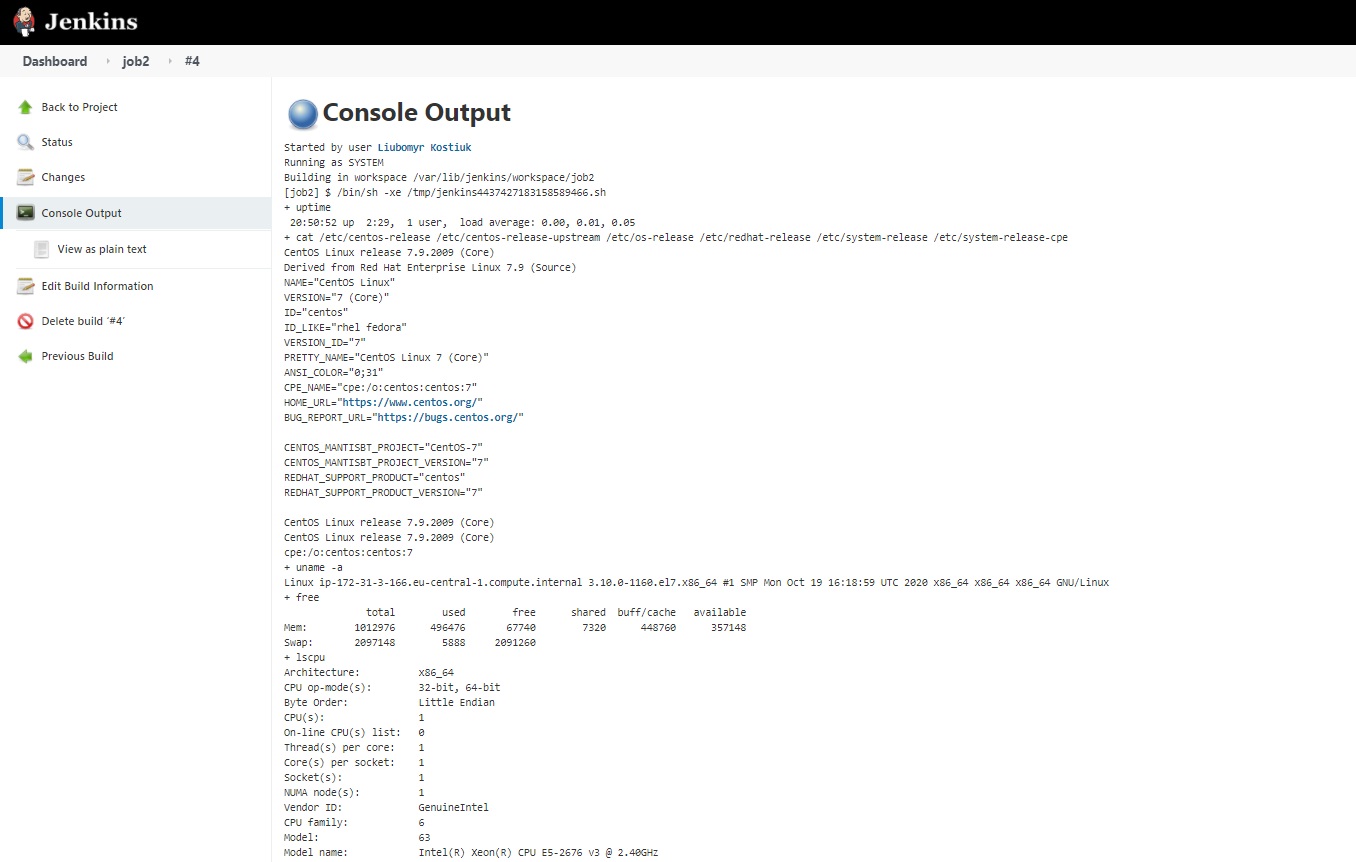 Jenkins
Dashboard job2 #4
Back to Project
Status
Changes
Console Output
View as plain text
Edit Build Information
Delete build ‘#4’
Previous Build
Console Output
Started by user Liubomyr Kostiuk
Running as SYSTEM
Building in workspace /var/lib/jenkins/workspace/job2
[job2] $ /bin/sh -xe /tmp/jenkins4437427183158589466.sh
+ uptime
 20:50:52 up  2:29,  1 user,  load average: 0.00, 0.01, 0.05
+ cat /etc/centos-release /etc/centos-release-upstream /etc/os-release /etc/redhat-release /etc/system-release /etc/system-release-cpe
CentOS Linux release 7.9.2009 (Core)
Derived from Red Hat Enterprise Linux 7.9 (Source)
NAME="CentOS Linux"
VERSION="7 (Core)"
ID="centos"
ID_LIKE="rhel fedora"
VERSION_ID="7"
PRETTY_NAME="CentOS Linux 7 (Core)"
ANSI_COLOR="0;31"
CPE_NAME="cpe:/o:centos:centos:7"
HOME_URL="https://www.centos.org/"
BUG_REPORT_URL="https://bugs.centos.org/"

CENTOS_MANTISBT_PROJECT="CentOS-7"
CENTOS_MANTISBT_PROJECT_VERSION="7"
REDHAT_SUPPORT_PRODUCT="centos"
REDHAT_SUPPORT_PRODUCT_VERSION="7"

CentOS Linux release 7.9.2009 (Core)
CentOS Linux release 7.9.2009 (Core)
cpe:/o:centos:centos:7
+ uname -a
Linux ip-172-31-3-166.eu-central-1.compute.internal 3.10.0-1160.el7.x86_64 #1 SMP Mon Oct 19 16:18:59 UTC 2020 x86_64 x86_64 x86_64 GNU/Linux
+ free
              total        used        free      shared  buff/cache   available
Mem:        1012976      496476       67740        7320      448760      357148
Swap:       2097148        5888     2091260
+ lscpu
Architecture:          x86_64
CPU op-mode(s):        32-bit, 64-bit
Byte Order:            Little Endian
CPU(s):                1
On-line CPU(s) list:   0
Thread(s) per core:    1
Core(s) per socket:    1
Socket(s):             1
NUMA node(s):          1
Vendor ID:             GenuineIntel
CPU family:            6
Model:                 63
Model name:            Intel(R) Xeon(R) CPU E5-2676 v3 @ 2.40GHz